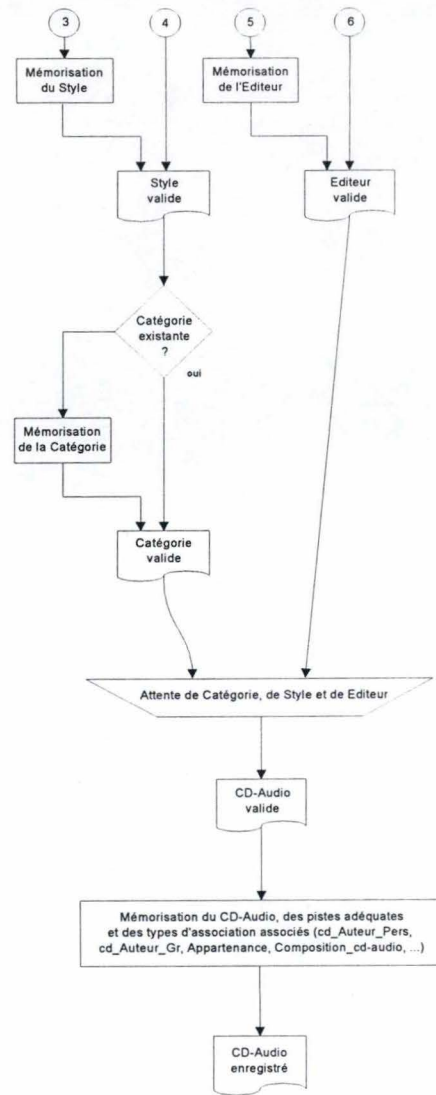 3 4 5 6
Mémorisation
du Style
Mémorisation
de l'Editeur
Style
valide
Editeur
valide
Catégorie
existante
?
oui
Mémorisation
de la Catégorie
Catégorie
valide
Attente de Catégorie, de Style et de Editeur
CD-Audio
valide
Mémorisation du CD-Audio, des pistes adéquates
et des types d'association associés (cd_Auteur_Pers,
cd_Auteur_Gr, Appartenance, Composition_cd-audio, ...)
CD-Audio
enregistré